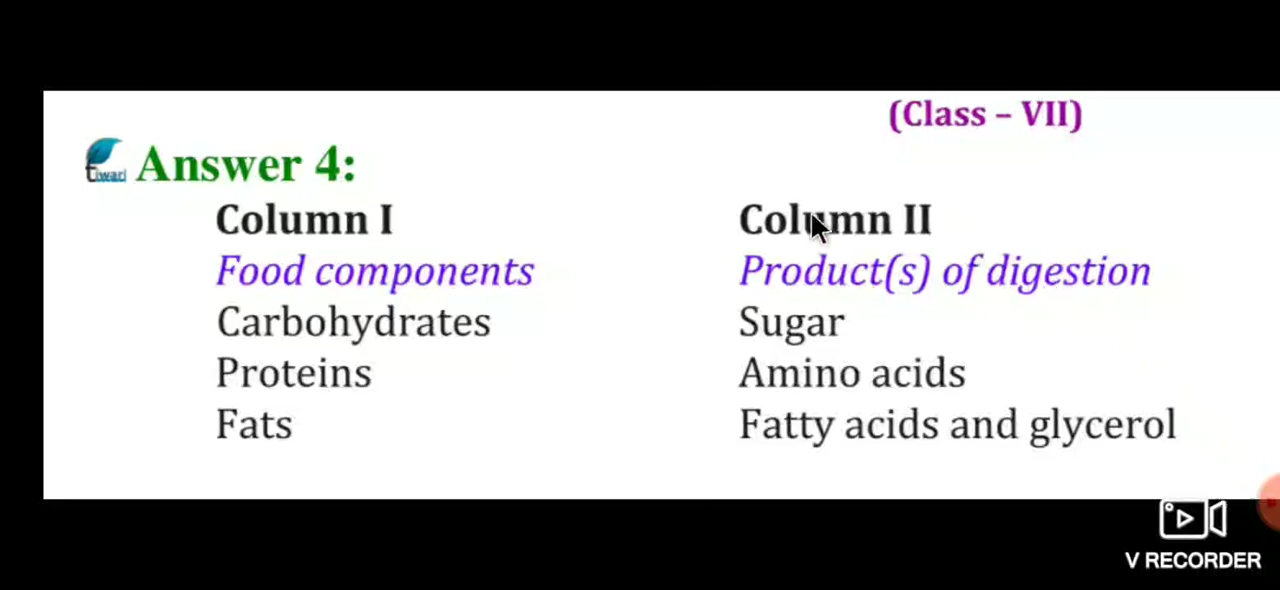 (Class – VII)
tiwari Answer 4:
Column I Column II
Food components Product(s) of digestion
Carbohydrates Sugar
Proteins Amino acids
Fats Fatty acids and glycerol
V RECORDER